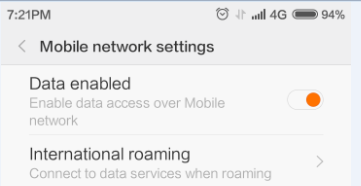 7:21PM 4G 94%
Mobile network settings
Data enabled
Enable data access over Mobile
network
International roaming
Connect to data services when roaming